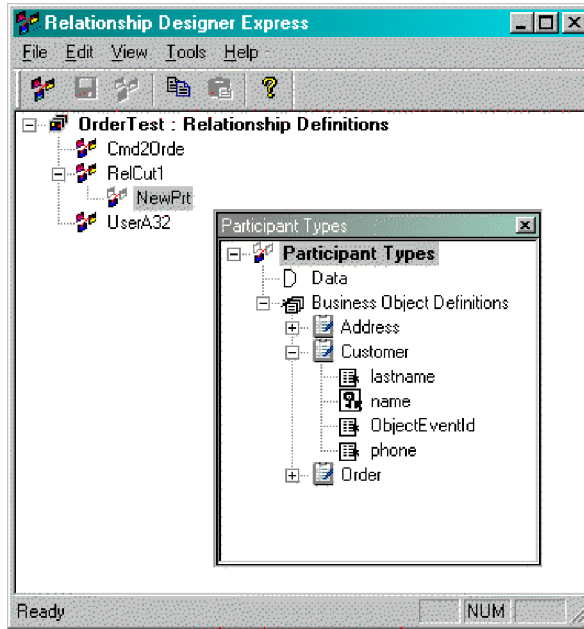 Relationship Designer Express
File Edit View Tools Help
OrderTest : Relationship Definitions
Cmd2Orde
RelCut1
NewPrt
UserA32
Participant Types
Participant Types
Data
Business Object Definitions
Address
Customer
lastname
name
ObjectEventId
phone
Order
Ready NUM